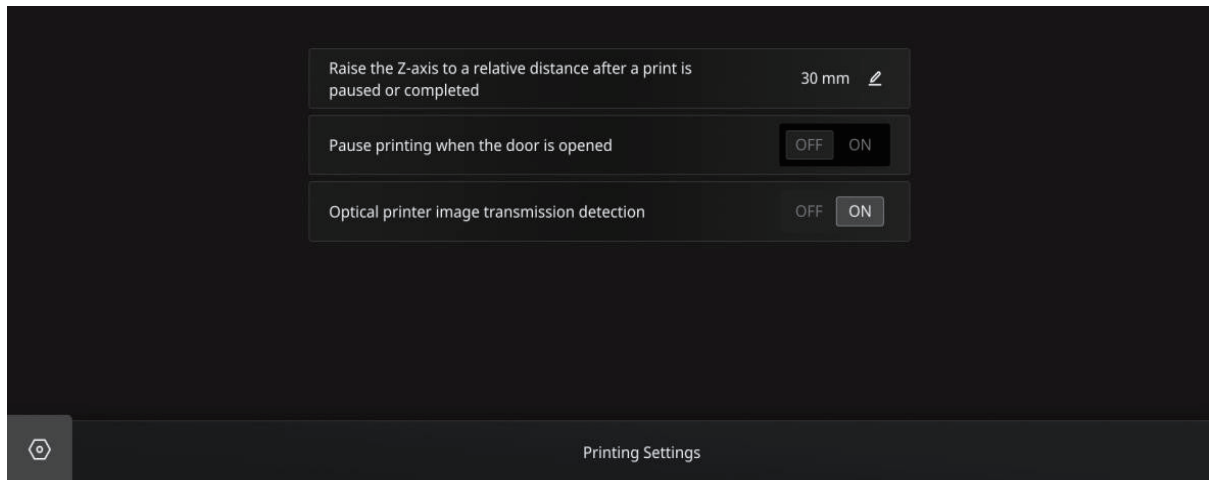 Raise the Z-axis to a relative distance after a print is
paused or completed
30 mm
Pause printing when the door is opened
OFF ON
Optical printer image transmission detection
OFF ON
Printing Settings